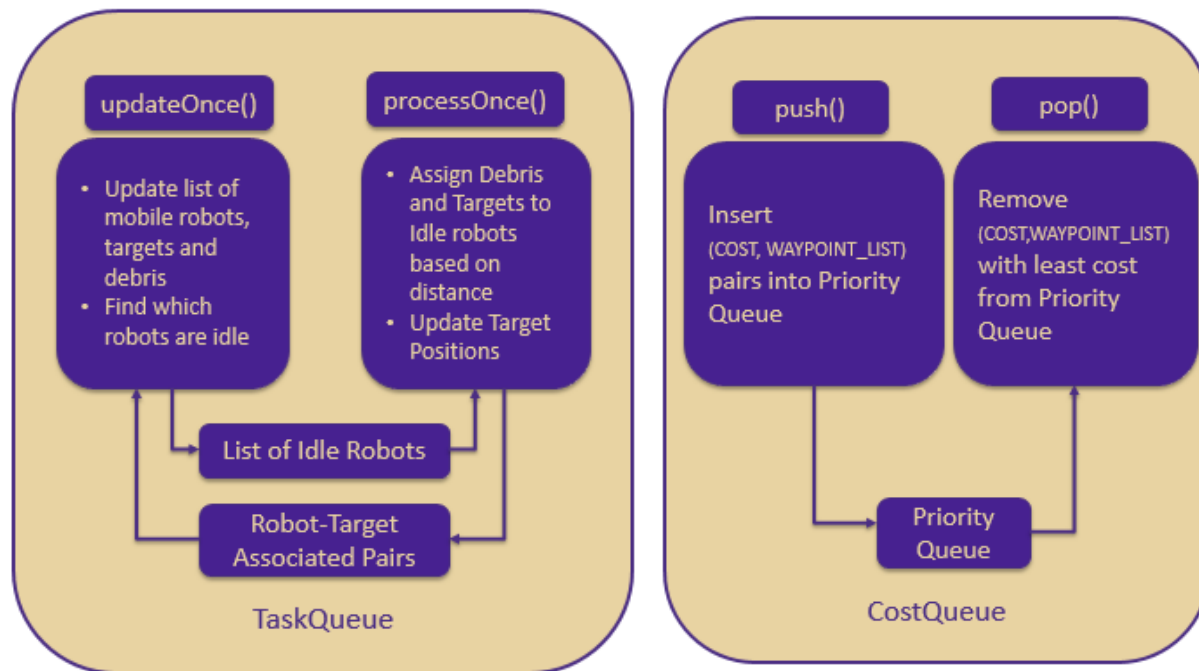 updateOnce()
• Update list of
mobile robots,
targets and
debris
• Find which
robots are idle
processOnce()
• Assign Debris
and Targets to
Idle robots
based on
distance
• Update Target
Positions
List of Idle Robots
Robot-Target
Associated Pairs
TaskQueue
push()
Insert
(COST, WAYPOINT_LIST)
pairs into Priority
Queue
pop()
Remove
(COST,WAYPOINT_LIST)
with least cost
from Priority
Queue
Priority
Queue
CostQueue